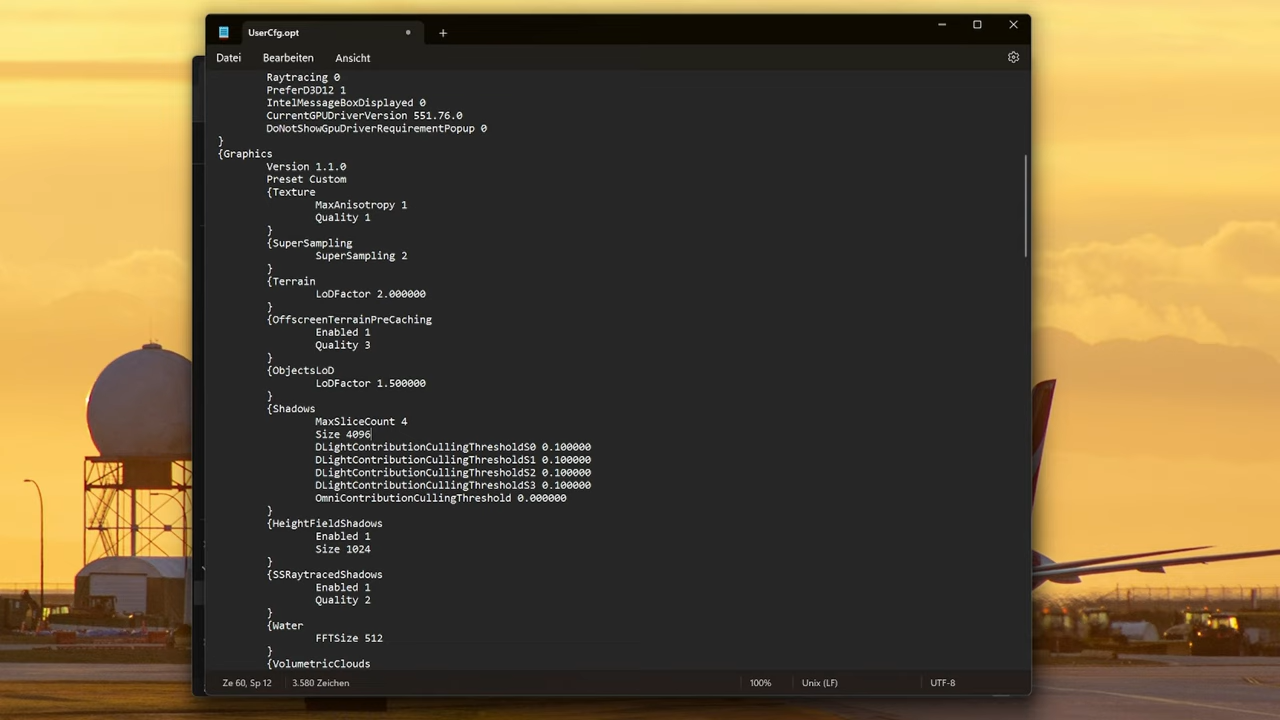 UserCfg.opt
Datei Bearbeiten Ansicht
Raytracing 0
PreferD3D12 1
IntelMessageBoxDisplayed 0
CurrentGPUDriverVersion 551.76.0
DoNotShowGpuDriverRequirementPopup 0
}
{Graphics
Version 1.1.0
Preset Custom
{Texture
MaxAnisotropy 1
Quality 1
}
{SuperSampling
SuperSampling 2
}
{Terrain
LoDFactor 2.000000
}
{OffscreenTerrainPreCaching
Enabled 1
Quality 3
}
{ObjectsLoD
LoDFactor 1.500000
}
{Shadows
MaxSliceCount 4
Size 4096
DLightContributionCullingThresholdS0 0.100000
DLightContributionCullingThresholdS1 0.100000
DLightContributionCullingThresholdS2 0.100000
DLightContributionCullingThresholdS3 0.100000
OmniContributionCullingThreshold 0.000000
}
{HeightFieldShadows
Enabled 1
Size 1024
}
{SSRaytracedShadows
Enabled 1
Quality 2
}
{Water
FFTSize 512
}
{VolumetricClouds
Ze 60, Sp 12 3.580 Zeichen 100% Unix (LF) UTF-8